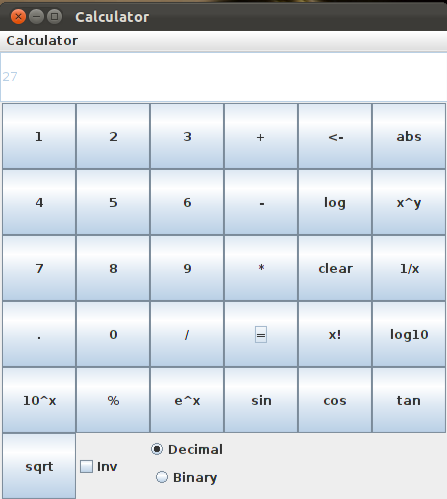 Calculator
Calculator
27
1 2 3 + <- abs
4 5 6 - log x^y
7 8 9 * clear 1/x
. 0 / = x! log10
10^x % e^x sin cos tan
sqrt Inv Decimal
Binary